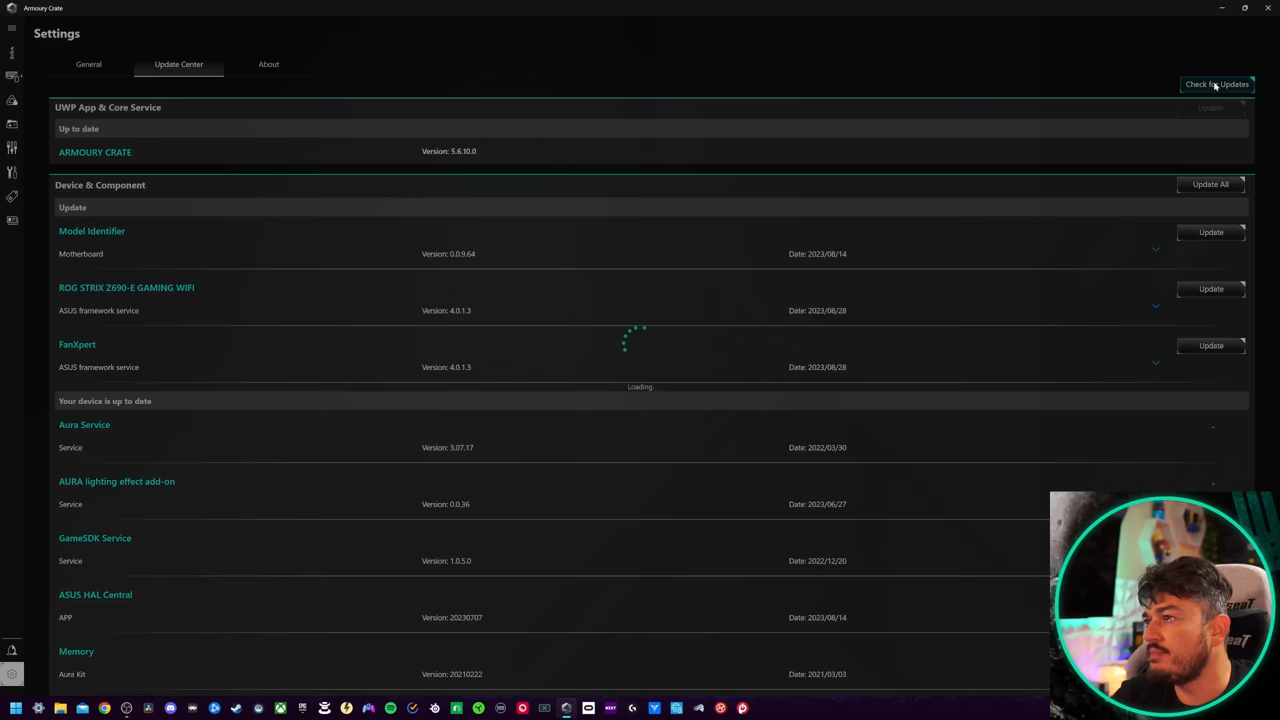 Armoury Crate
Settings
General Update Center About
Check for Updates
UWP App & Core Service Update
Up to date
ARMOURY CRATE Version: 5.6.10.0
Device & Component Update All
Update
Model Identifier Update
Motherboard Version: 0.0.9.64 Date: 2023/08/14
ROG STRIX Z690-E GAMING WIFI Update
ASUS framework service Version: 4.0.1.3 Date: 2023/08/28
FanXpert Update
ASUS framework service Version: 4.0.1.3 Date: 2023/08/28
Loading
Your device is up to date
Aura Service -
Service Version: 3.07.17 Date: 2022/03/30
AURA lighting effect add-on -
Service Version: 0.0.36 Date: 2023/06/27
GameSDK Service
Service Version: 1.0.5.0 Date: 2022/12/20
ASUS HAL Central
APP Version: 20230707 Date: 2023/08/14
Memory
Aura Kit Version: 20210222 Date: 2021/03/03
seaT
seaT